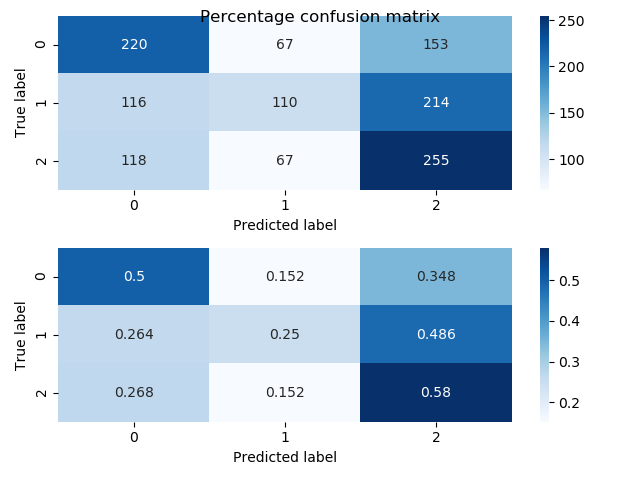 Percentage confusion matrix
0 220 67 153
1 116 110 214
2 118 67 255
0 1 2
True label
Predicted label
250
200
150
100
0 0.5 0.152 0.348
1 0.264 0.25 0.486
2 0.268 0.152 0.58
0 1 2
True label
Predicted label
0.5
0.4
0.3
0.2